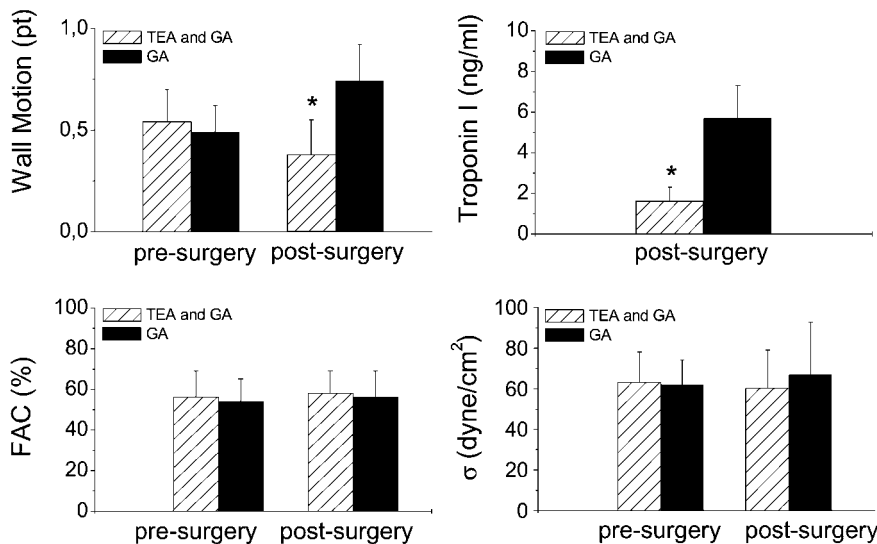 Wall Motion (pt)
1,0
0,5
0,0
TEA and GA
GA
*
pre-surgery
post-surgery
Troponin I (ng/ml)
10
8
6
4
2
0
TEA and GA
GA
*
post-surgery
FAC (%)
100
80
60
40
20
0
TEA and GA
GA
pre-surgery
post-surgery
σ (dyne/cm²)
100
80
60
40
20
0
TEA and GA
GA
pre-surgery
post-surgery